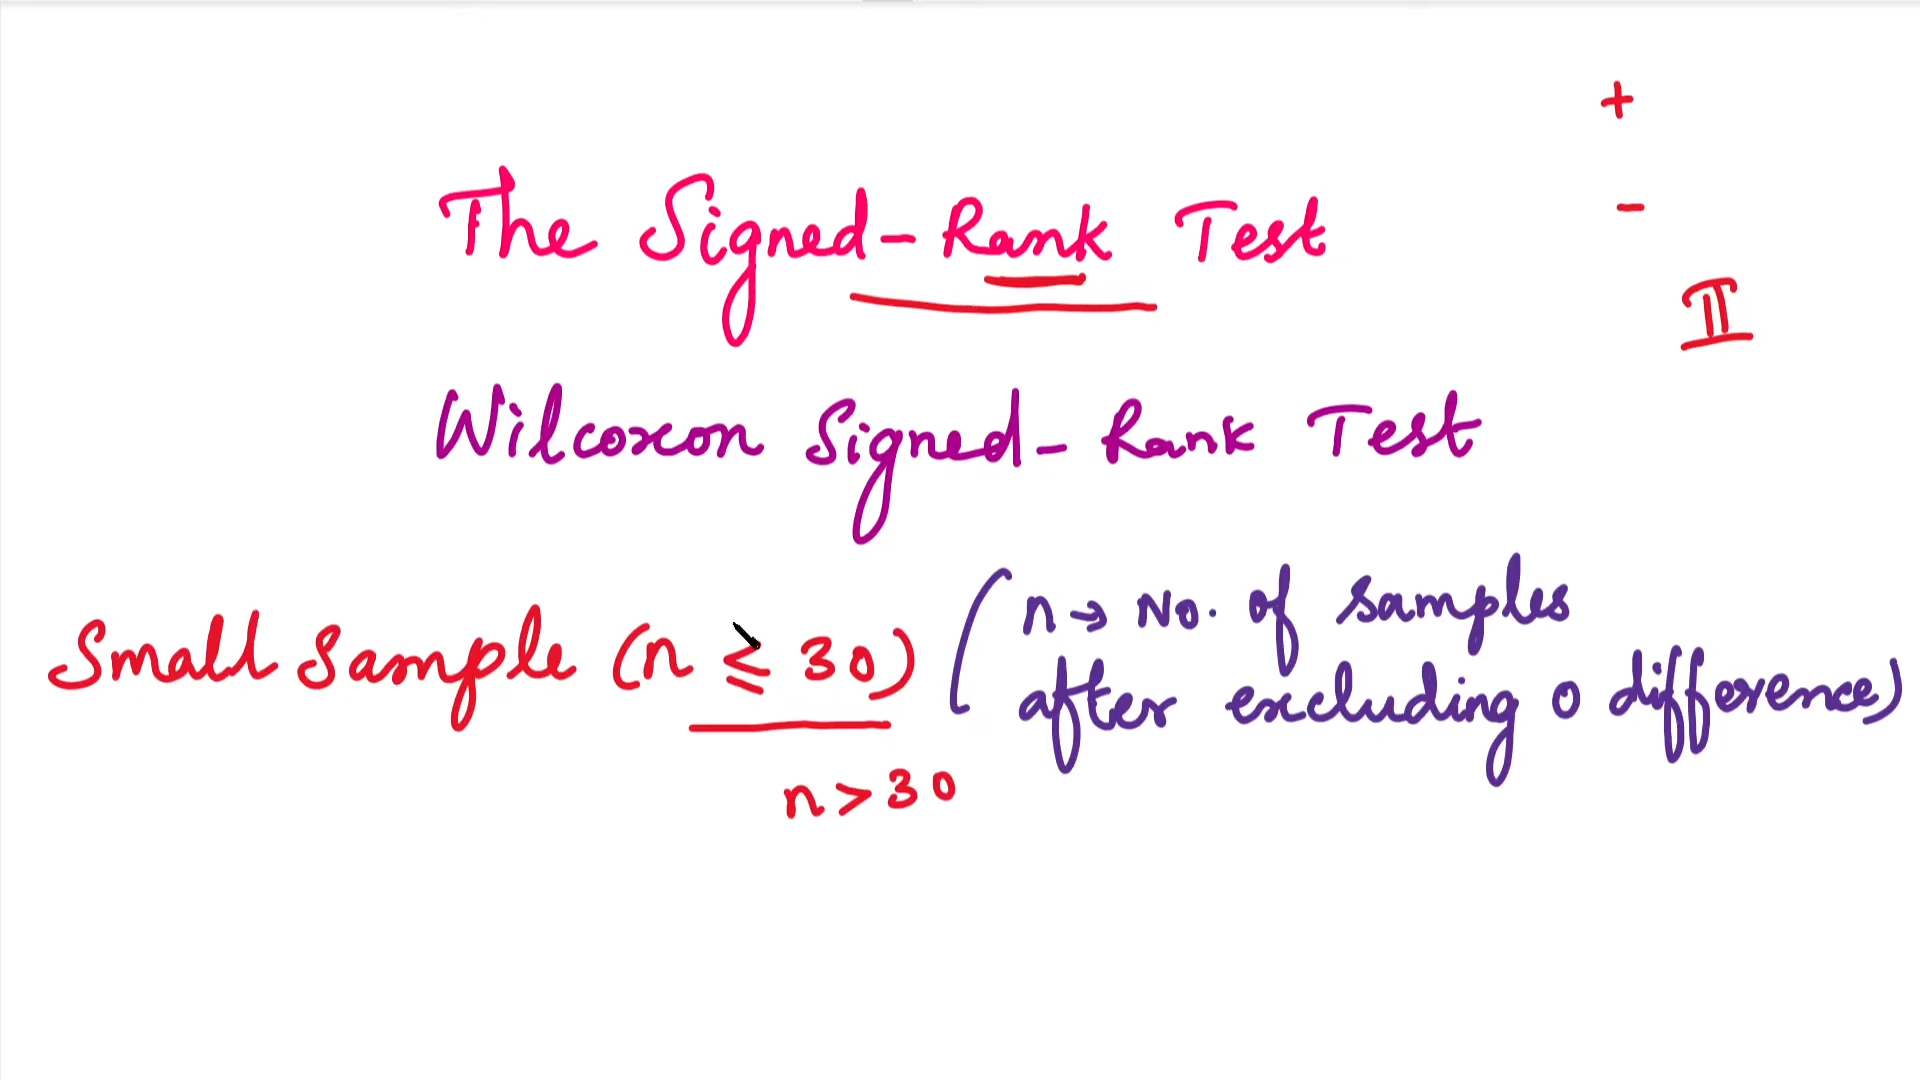 +
-
The Signed-Rank Test
II
Wilcoxon Signed-Rank Test
Small Sample (n ≤ 30) (n → No. of samples
after excluding 0 difference)
n > 30